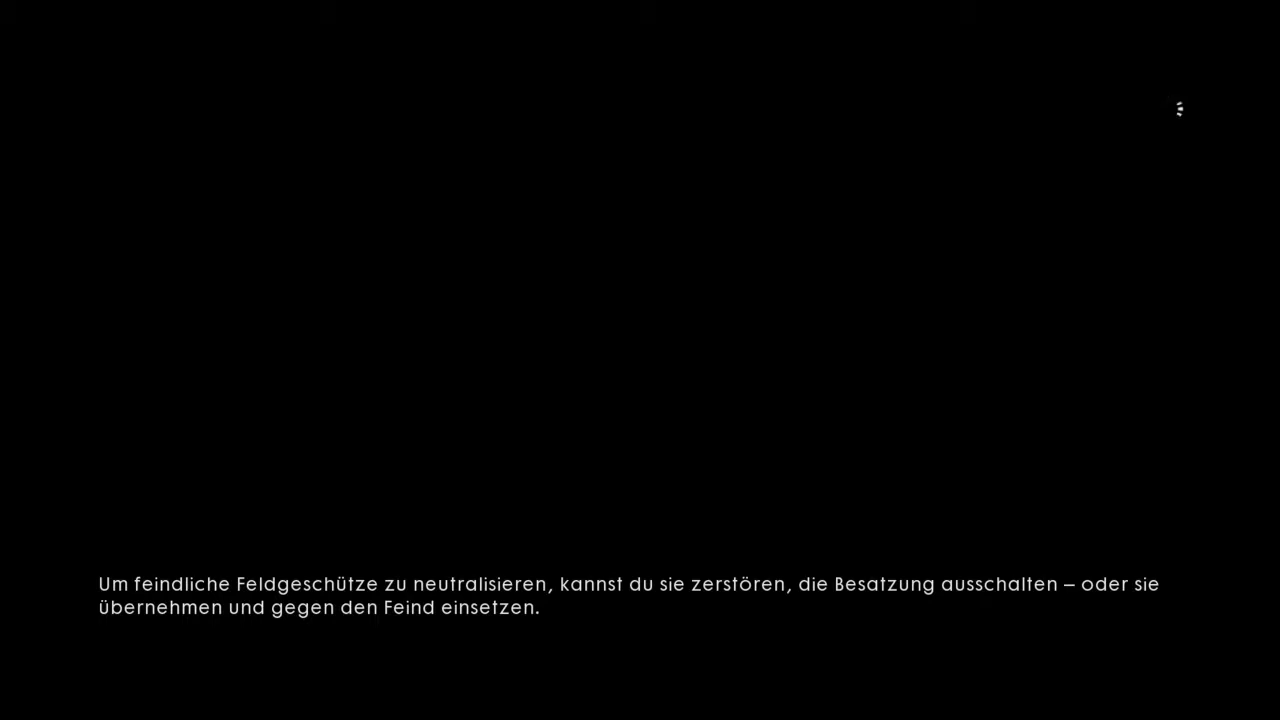 Um feindliche Feldgeschütze zu neutralisieren, kannst du sie zerstören, die Besatzung ausschalten – oder sie
übernehmen und gegen den Feind einsetzen.